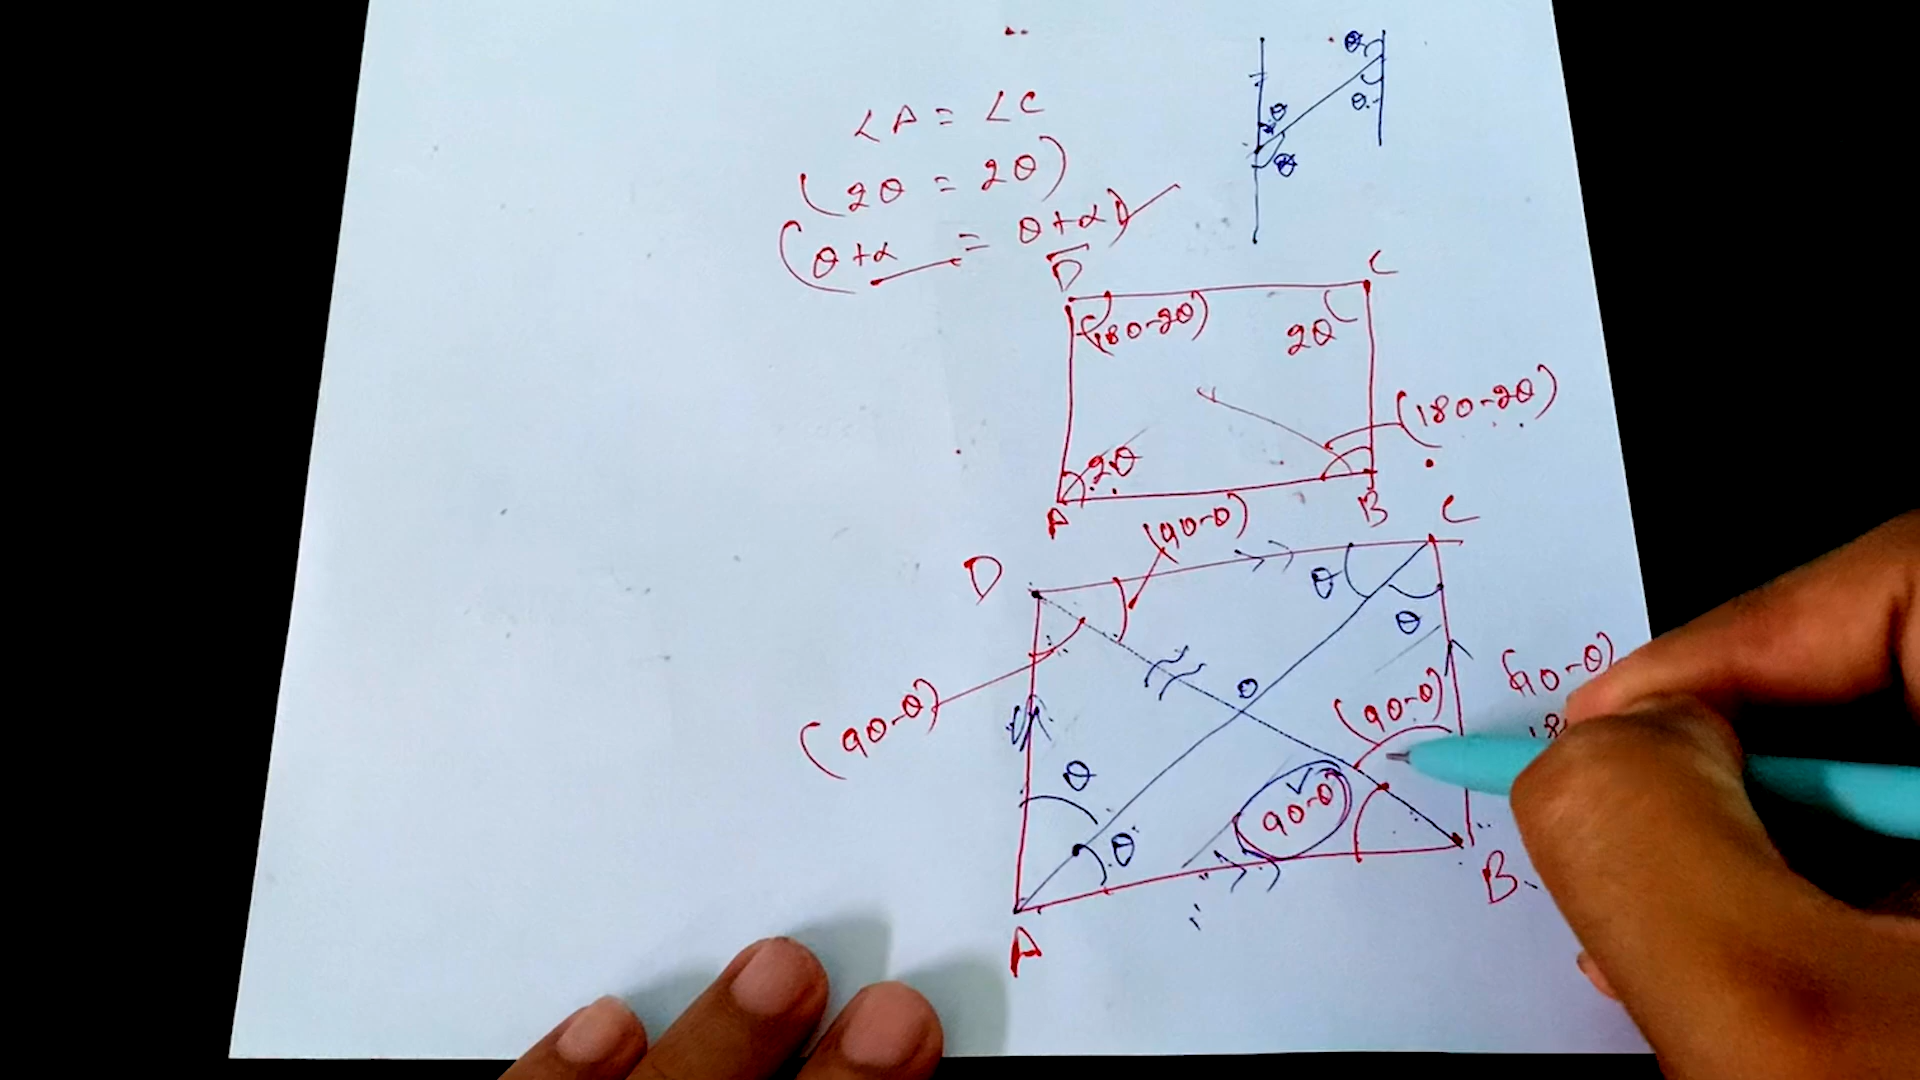 ∠A = ∠C
(2θ = 2θ)
(θ+α = θ+α)
θ
θ
θ
θ
D
C
(180-2θ)
2θ
(180-2θ)
2θ
A
B
(90-θ)
C
D
θ
θ
(90-θ)
(90-θ)
O
(90-θ)
θ
90-θ
θ
B
A